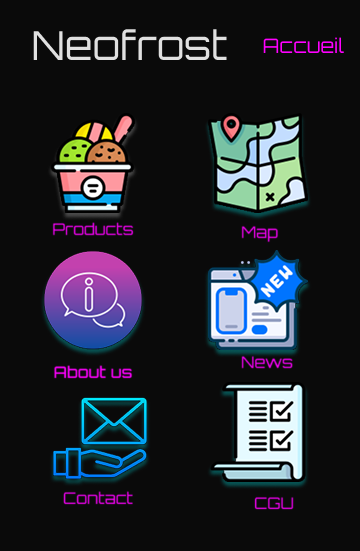 Neofrost
Accueil
Products
Map
About us
NEW
News
Contact
CGU